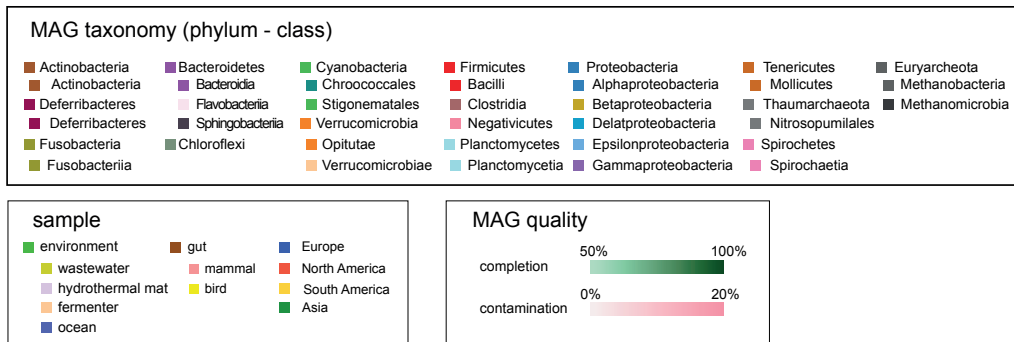 MAG taxonomy (phylum - class)
Actinobacteria Bacteroidetes Cyanobacteria Firmicutes Proteobacteria Tenericutes Euryarcheota
Actinobacteria Bacteroidia Chroococcales Bacilli Alphaproteobacteria Mollicutes Methanobacteria
Deferribacteres Flavobacteriia Stigonematales Clostridia Betaproteobacteria Thaumarchaeota Methanomicrobia
Deferribacteres Sphingobacteriia Verrucomicrobia Negativicutes Delatproteobacteria Nitrosopumilales
Fusobacteria Chloroflexi Opitutae Planctomycetes Epsilonproteobacteria Spirochetes
Fusobacteriia Verrucomicrobiae Planctomycetia Gammaproteobacteria Spirochaetia
sample
environment gut Europe
wastewater mammal North America
hydrothermal mat bird South America
fermenter Asia
ocean
MAG quality
50% 100%
completion
0% 20%
contamination